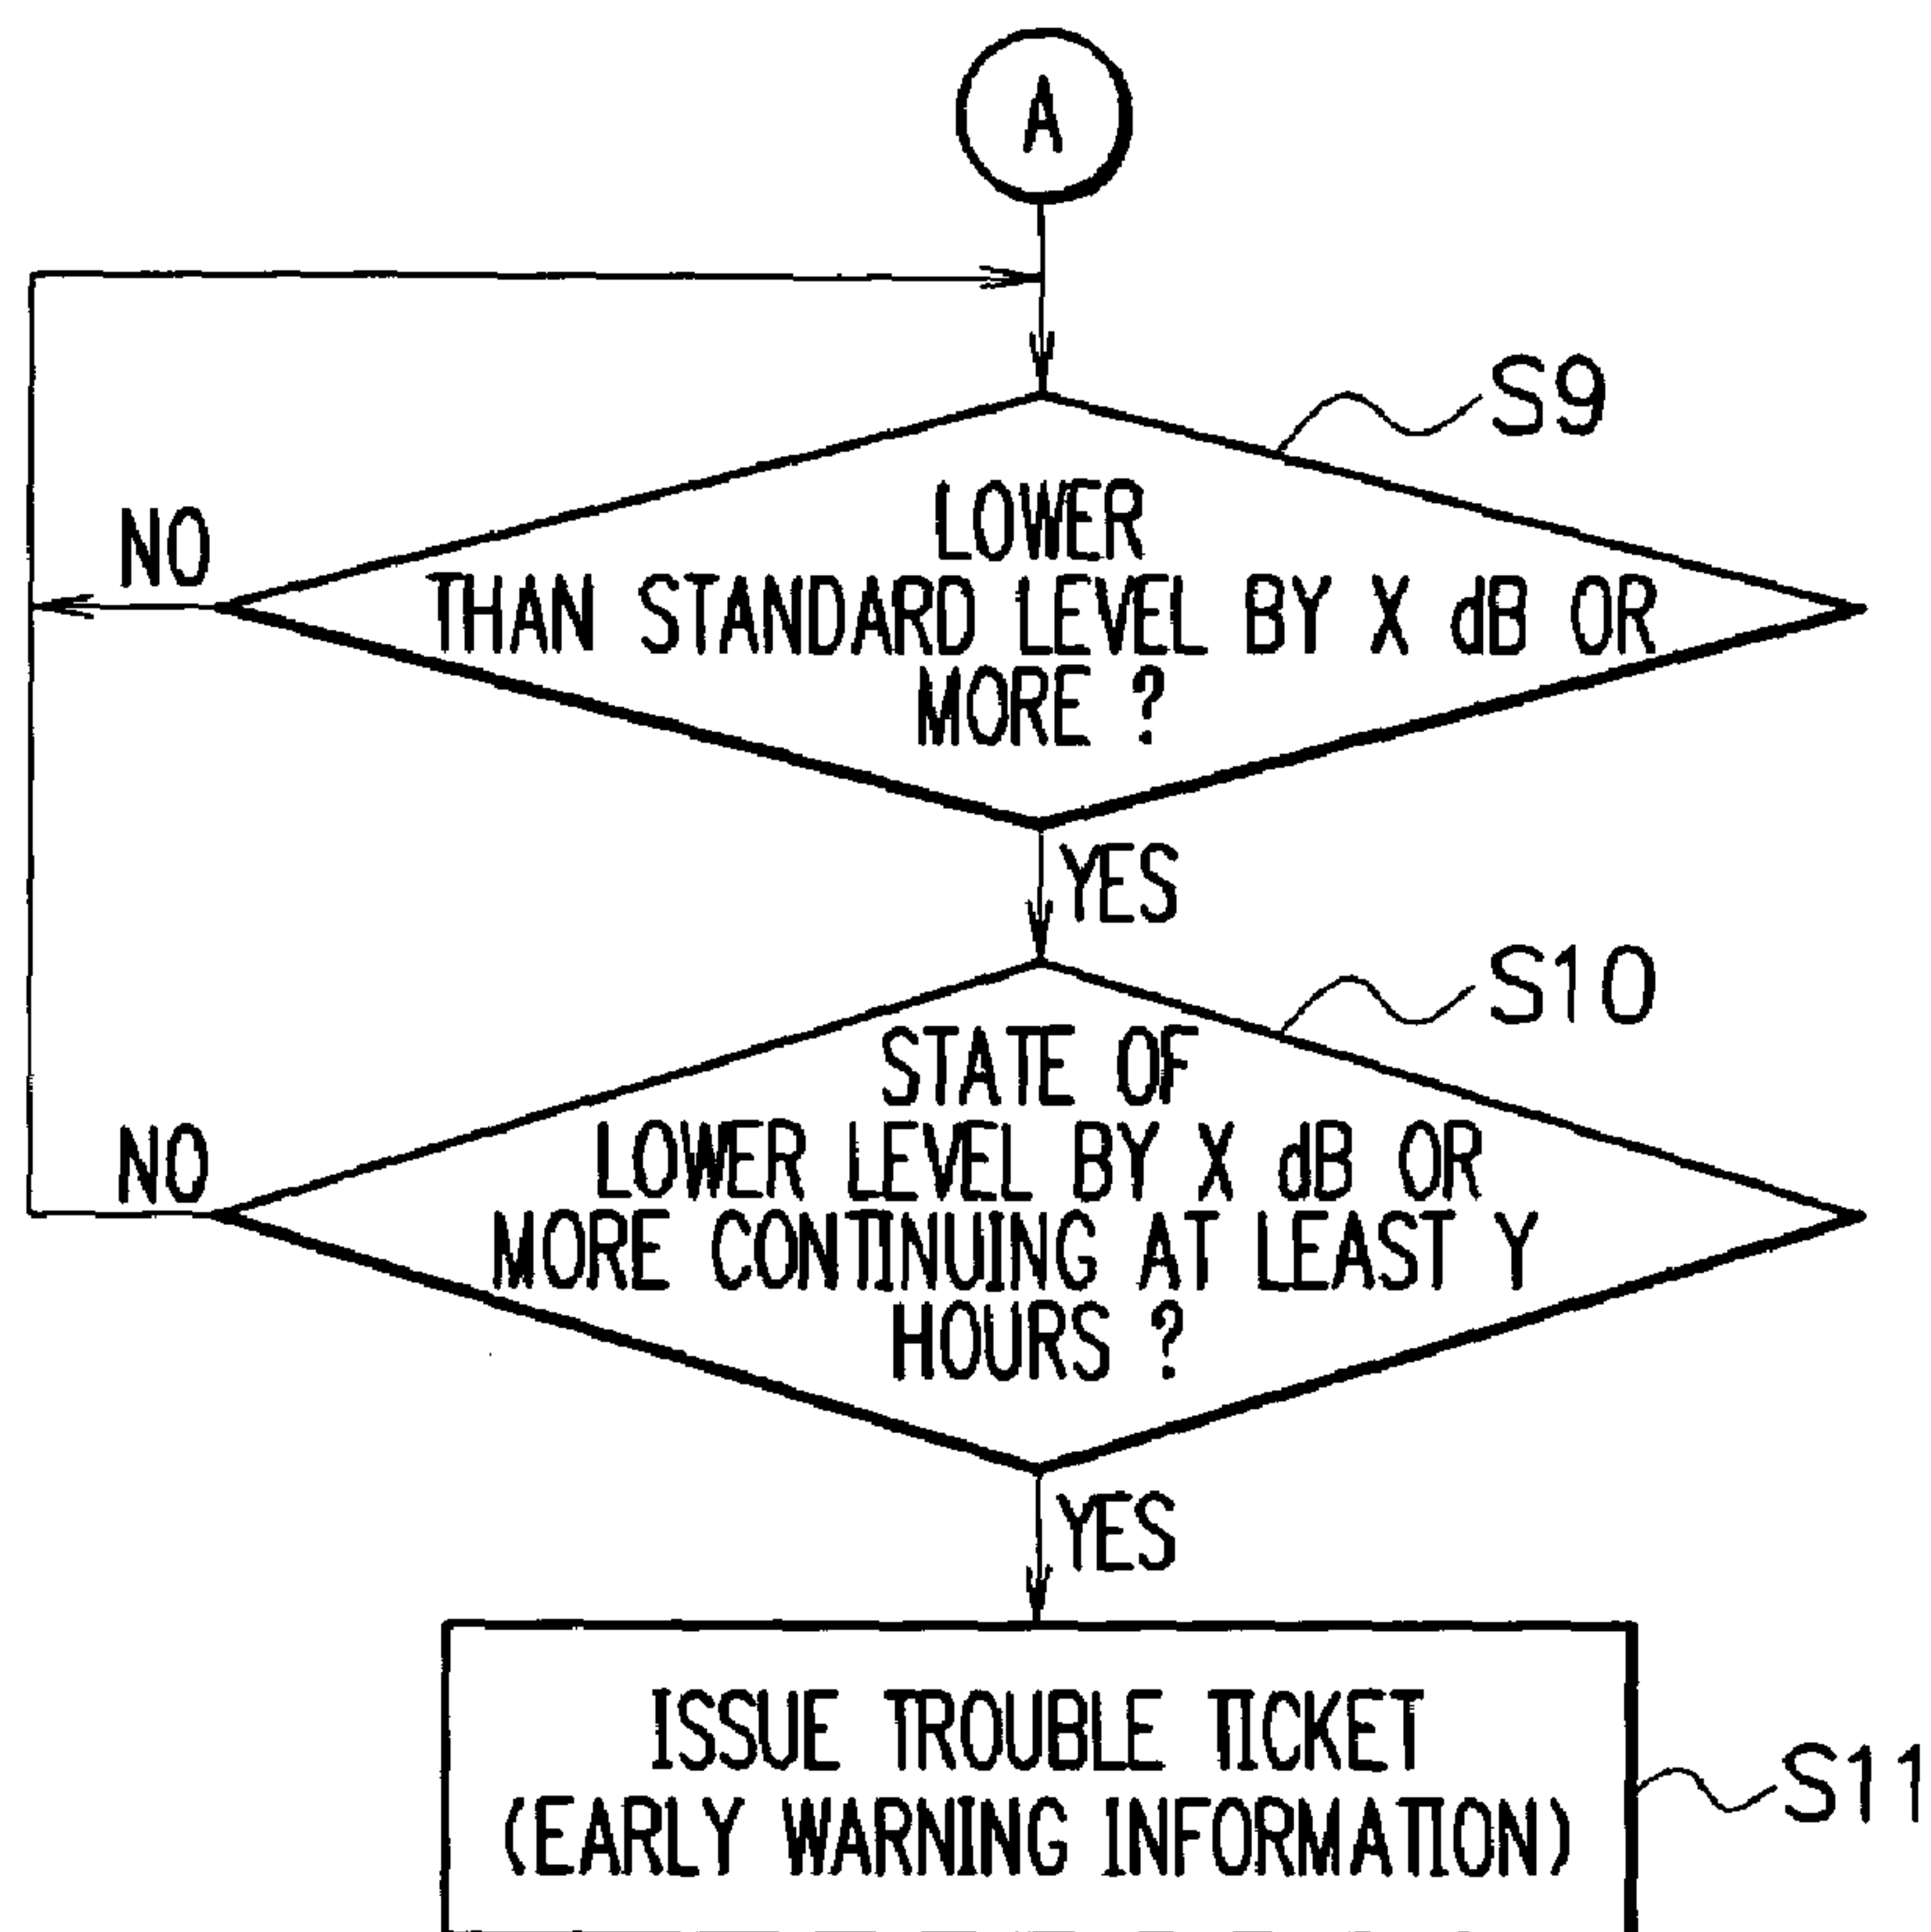 A
S9
LOWER
THAN STANDARD LEVEL BY X dB OR
MORE ?
NO
YES
S10
STATE OF
LOWER LEVEL BY X dB OR
MORE CONTINUING AT LEAST Y
HOURS ?
NO
YES
ISSUE TROUBLE TICKET
(EARLY WARNING INFORMATION)
S11